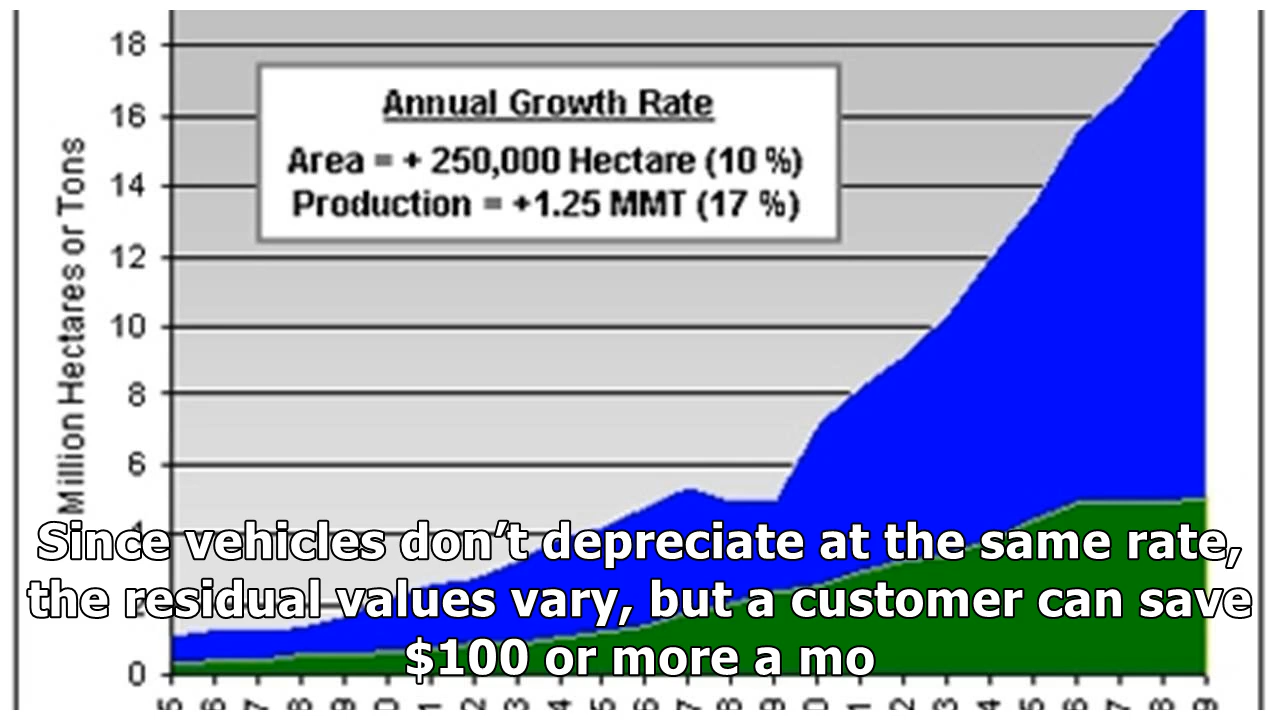 18
Annual Growth Rate
16
Area = + 250,000 Hectare (10 %)
14
Production = +1.25 MMT (17 %)
12
10
8
6
Million Hectares or Tons
Since vehicles don’t depreciate at the same rate,
the residual values vary, but a customer can save
$100 or more a mo
0